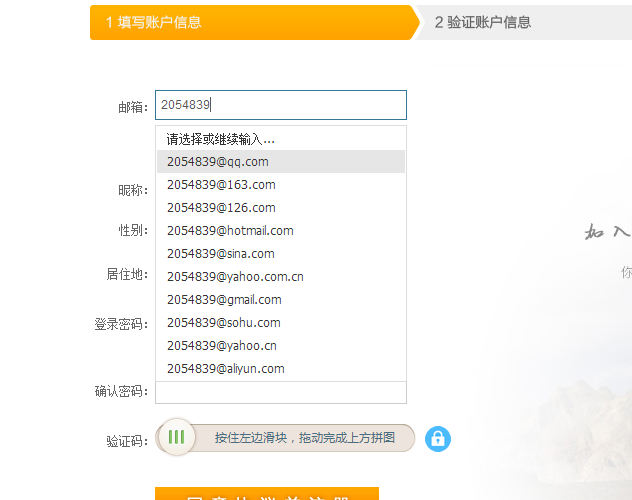 1 填写账户信息
2 验证账户信息
邮箱：
2054839
请选择或继续输入...
2054839@qq.com
2054839@163.com
2054839@126.com
2054839@hotmail.com
2054839@sina.com
2054839@yahoo.com.cn
2054839@gmail.com
2054839@sohu.com
2054839@yahoo.cn
2054839@aliyun.com
昵称：
性别：
加入
你
居住地：
登录密码：
确认密码：
验证码：
按住左边滑块，拖动完成上方拼图